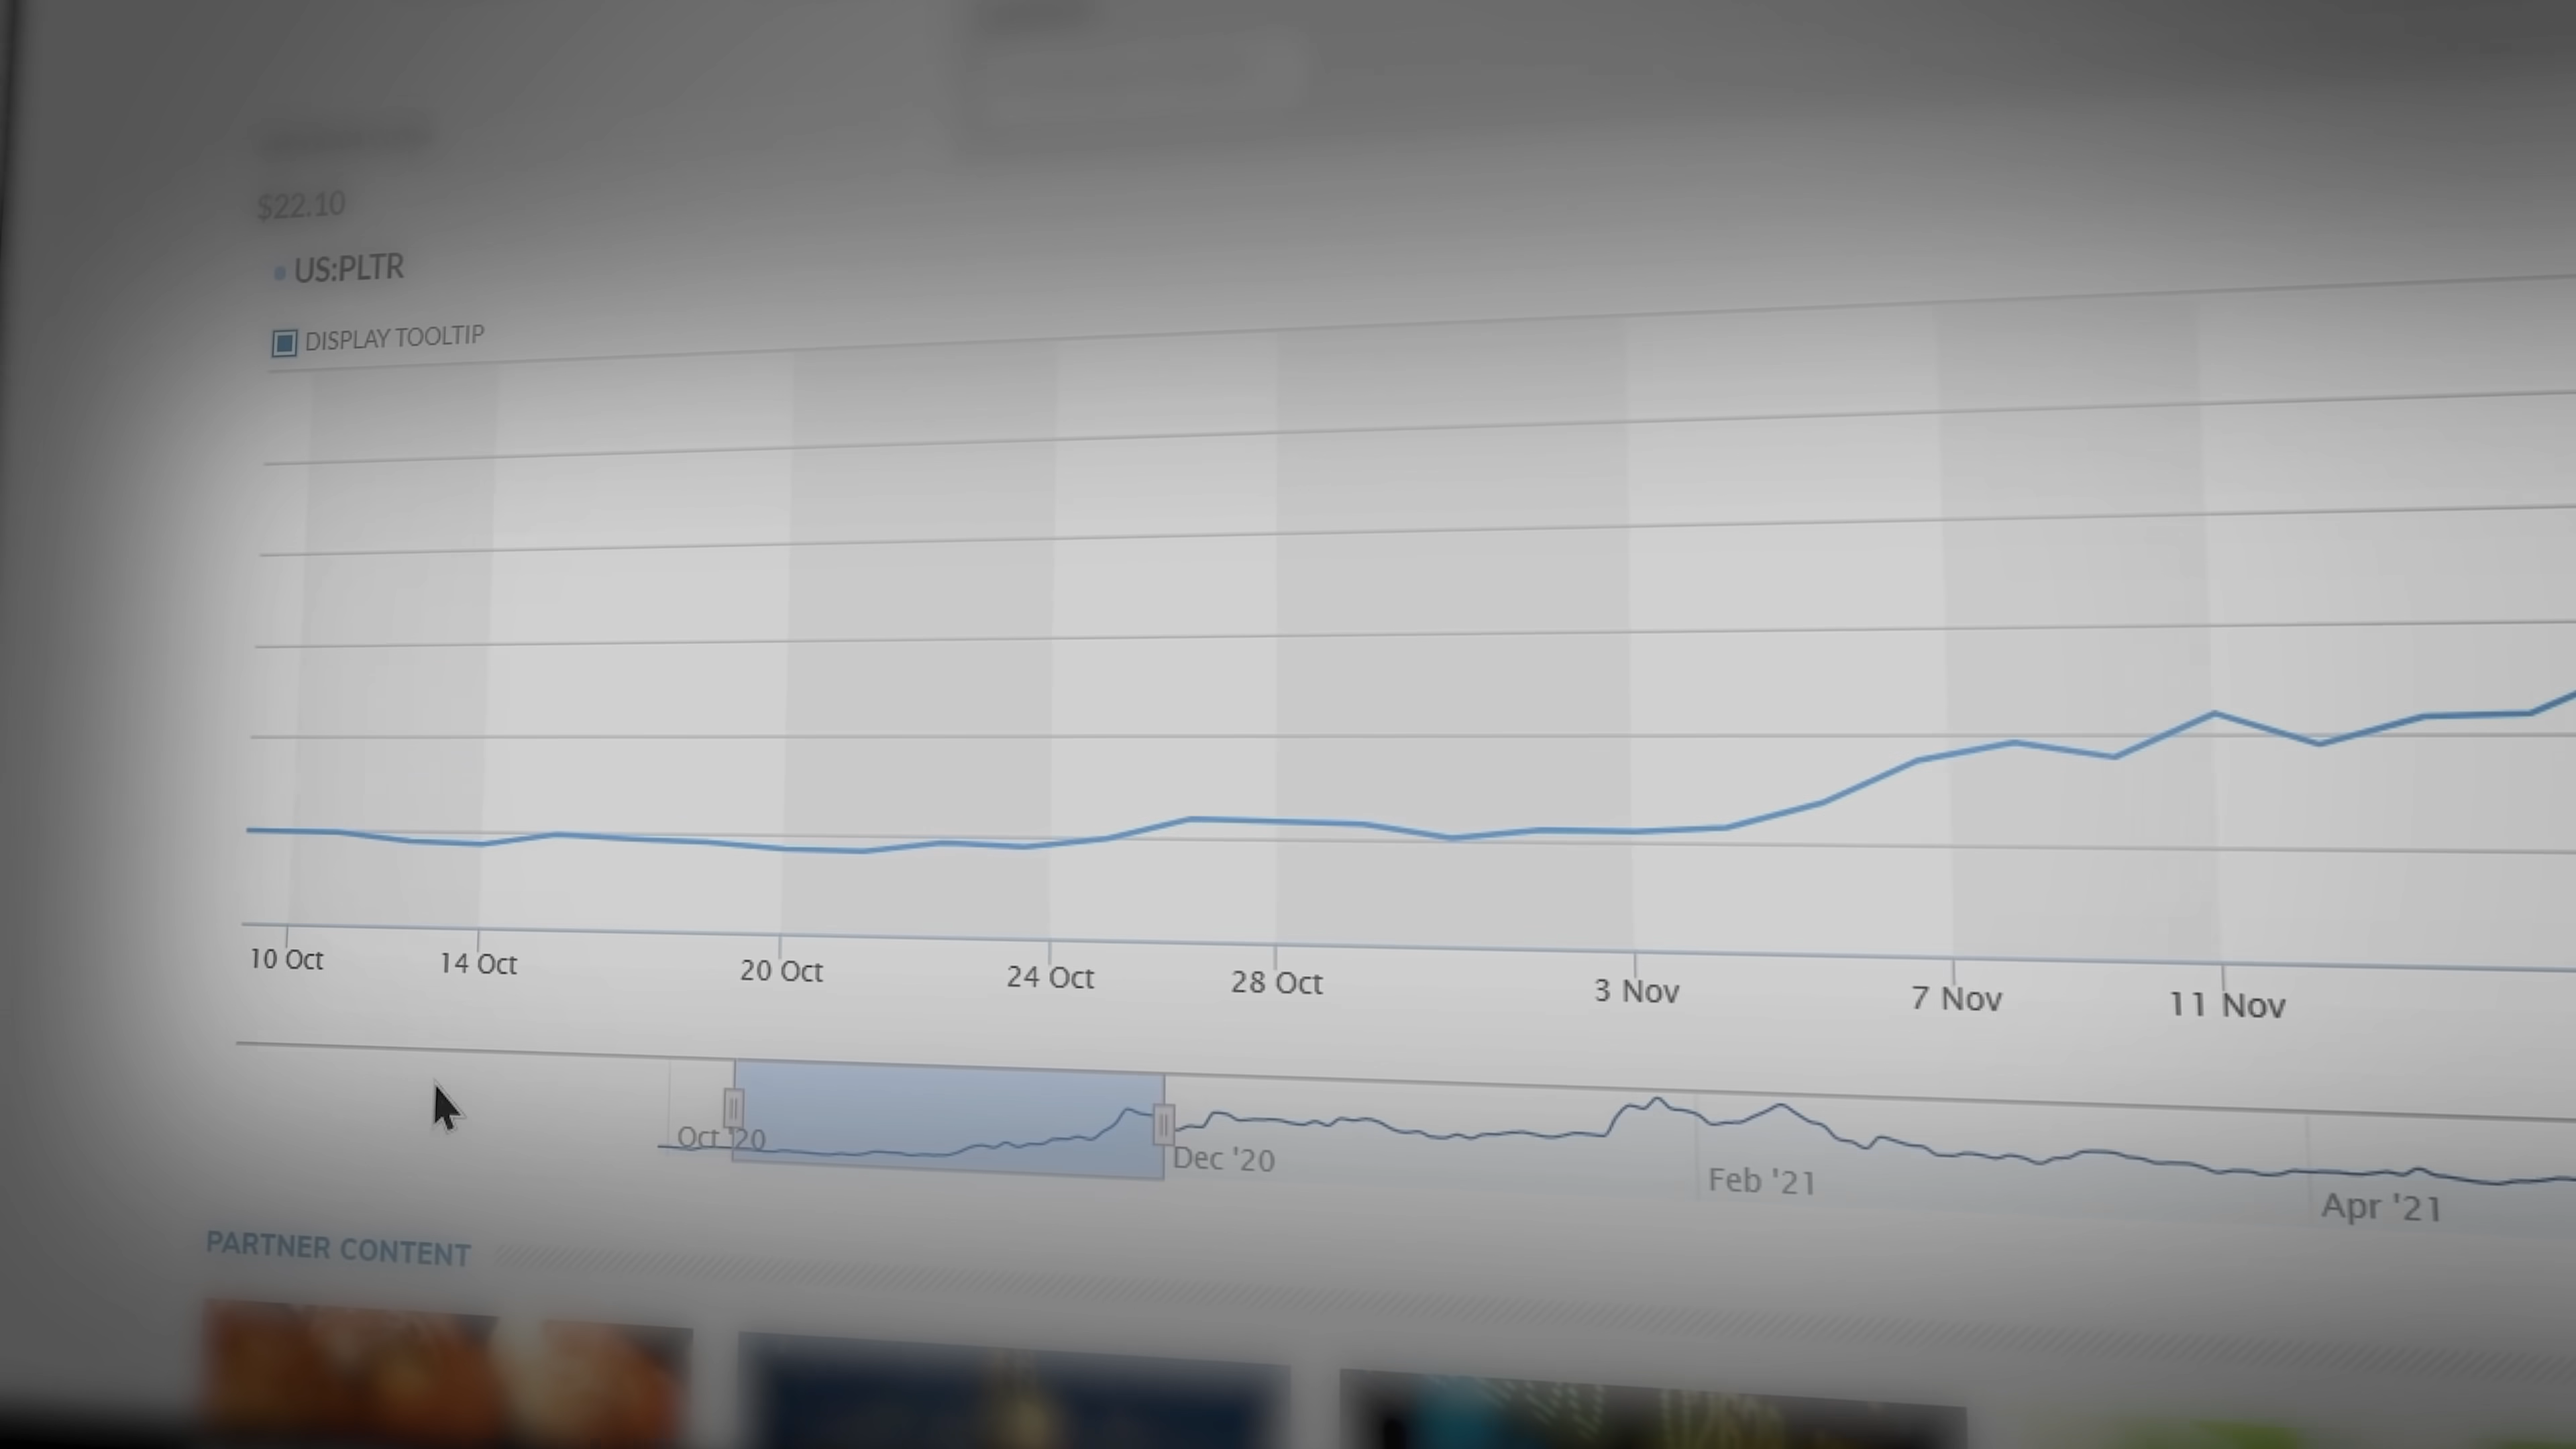 $22.10
US:PLTR
DISPLAY TOOLTIP
10 Oct 14 Oct 20 Oct 24 Oct 28 Oct 3 Nov 7 Nov 11 Nov
Oct '20 Dec '20 Feb '21 Apr '21
PARTNER CONTENT